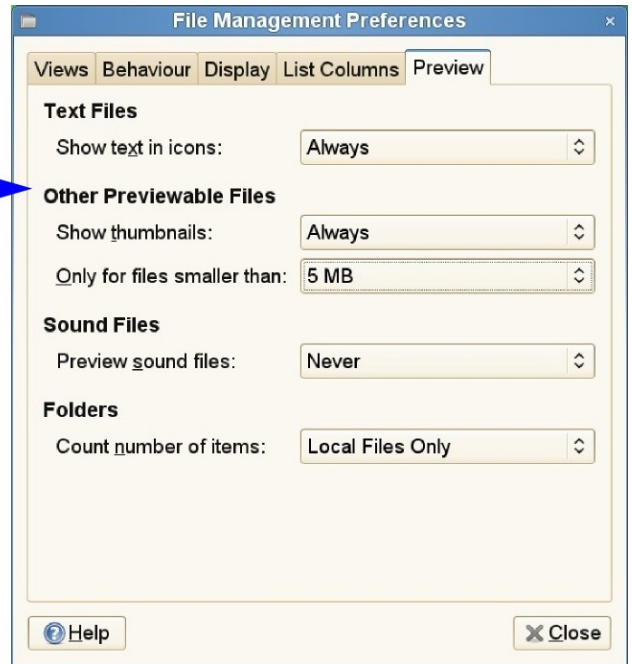 File Management Preferences
Views Behaviour Display List Columns Preview
Text Files
Show text in icons: Always
Other Previewable Files
Show thumbnails: Always
Only for files smaller than: 5 MB
Sound Files
Preview sound files: Never
Folders
Count number of items: Local Files Only
Help Close